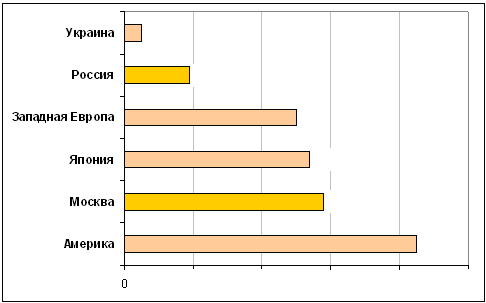 Украина
Россия
Западная Европа
Япония
Москва
Америка
0